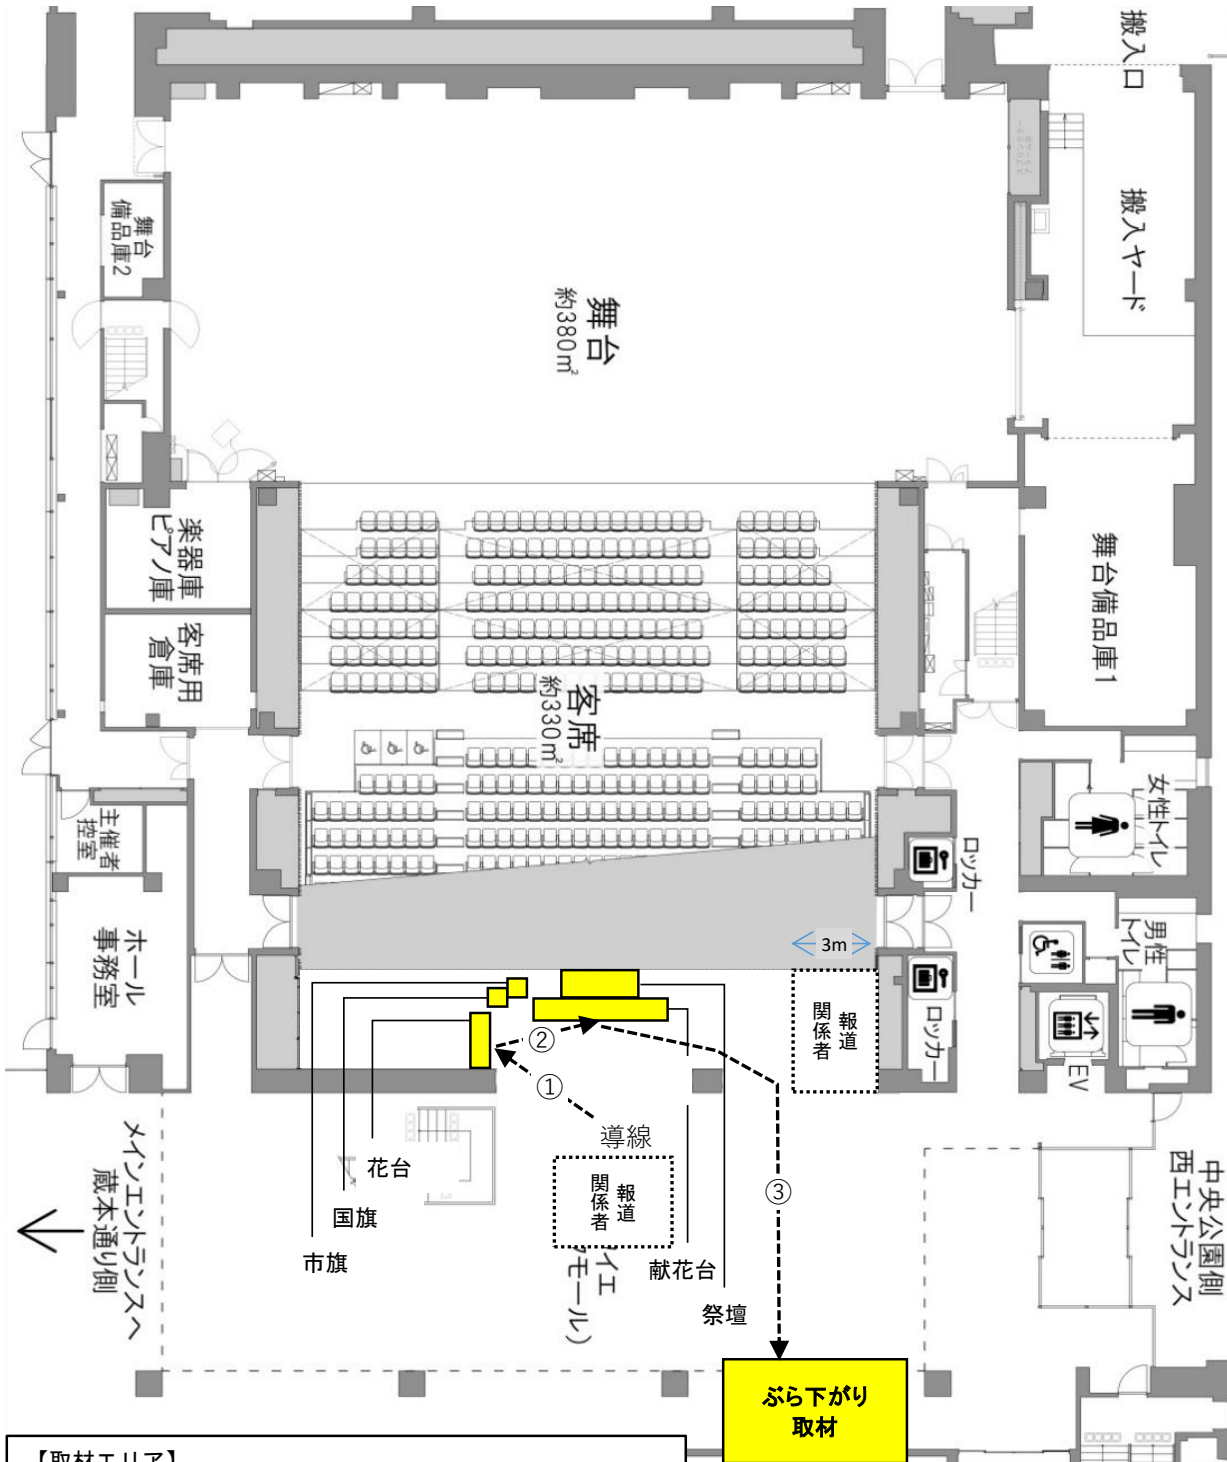 搬入口
搬入ヤード
舞台
備品庫2
舞台
約380㎡
楽器庫
ピアノ庫
客席用
倉庫
舞台備品庫1
客席
約330㎡
主催者
控室
女性トイレ
ロッカー
ホール
事務室
男性
トイレ
3m
報道
関係者
ロッカー
EV
②
①
導線
メインエントランスへ
蔵本通り側
花台
国旗
市旗
報道
関係者
③
イエ
モール)
献花台
祭壇
中央公園側
西エントランス
ぶら下がり
取材
【取材エリア】